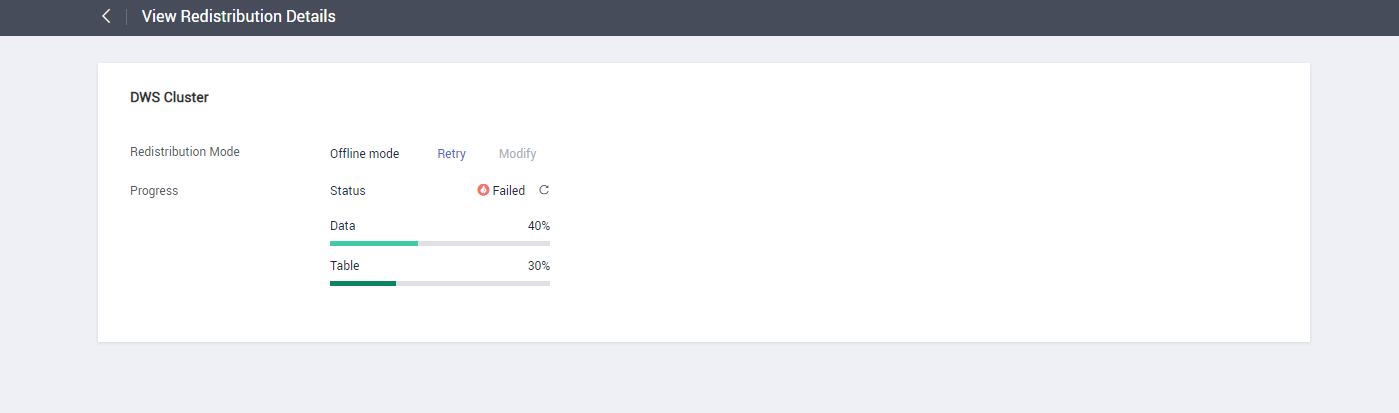 View Redistribution Details
DWS Cluster
Redistribution Mode
Offline mode Retry Modify
Progress
Status Failed
Data 40%
Table 30%